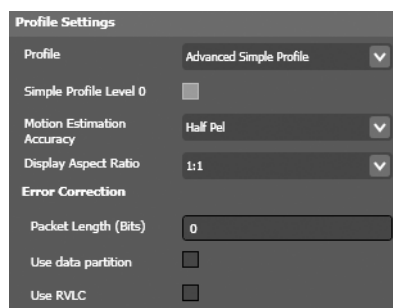 Profile Settings
Profile Advanced Simple Profile
Simple Profile Level 0
Motion Estimation
Accuracy Half Pel
Display Aspect Ratio 1:1
Error Correction
Packet Length (Bits) 0
Use data partition
Use RVLC